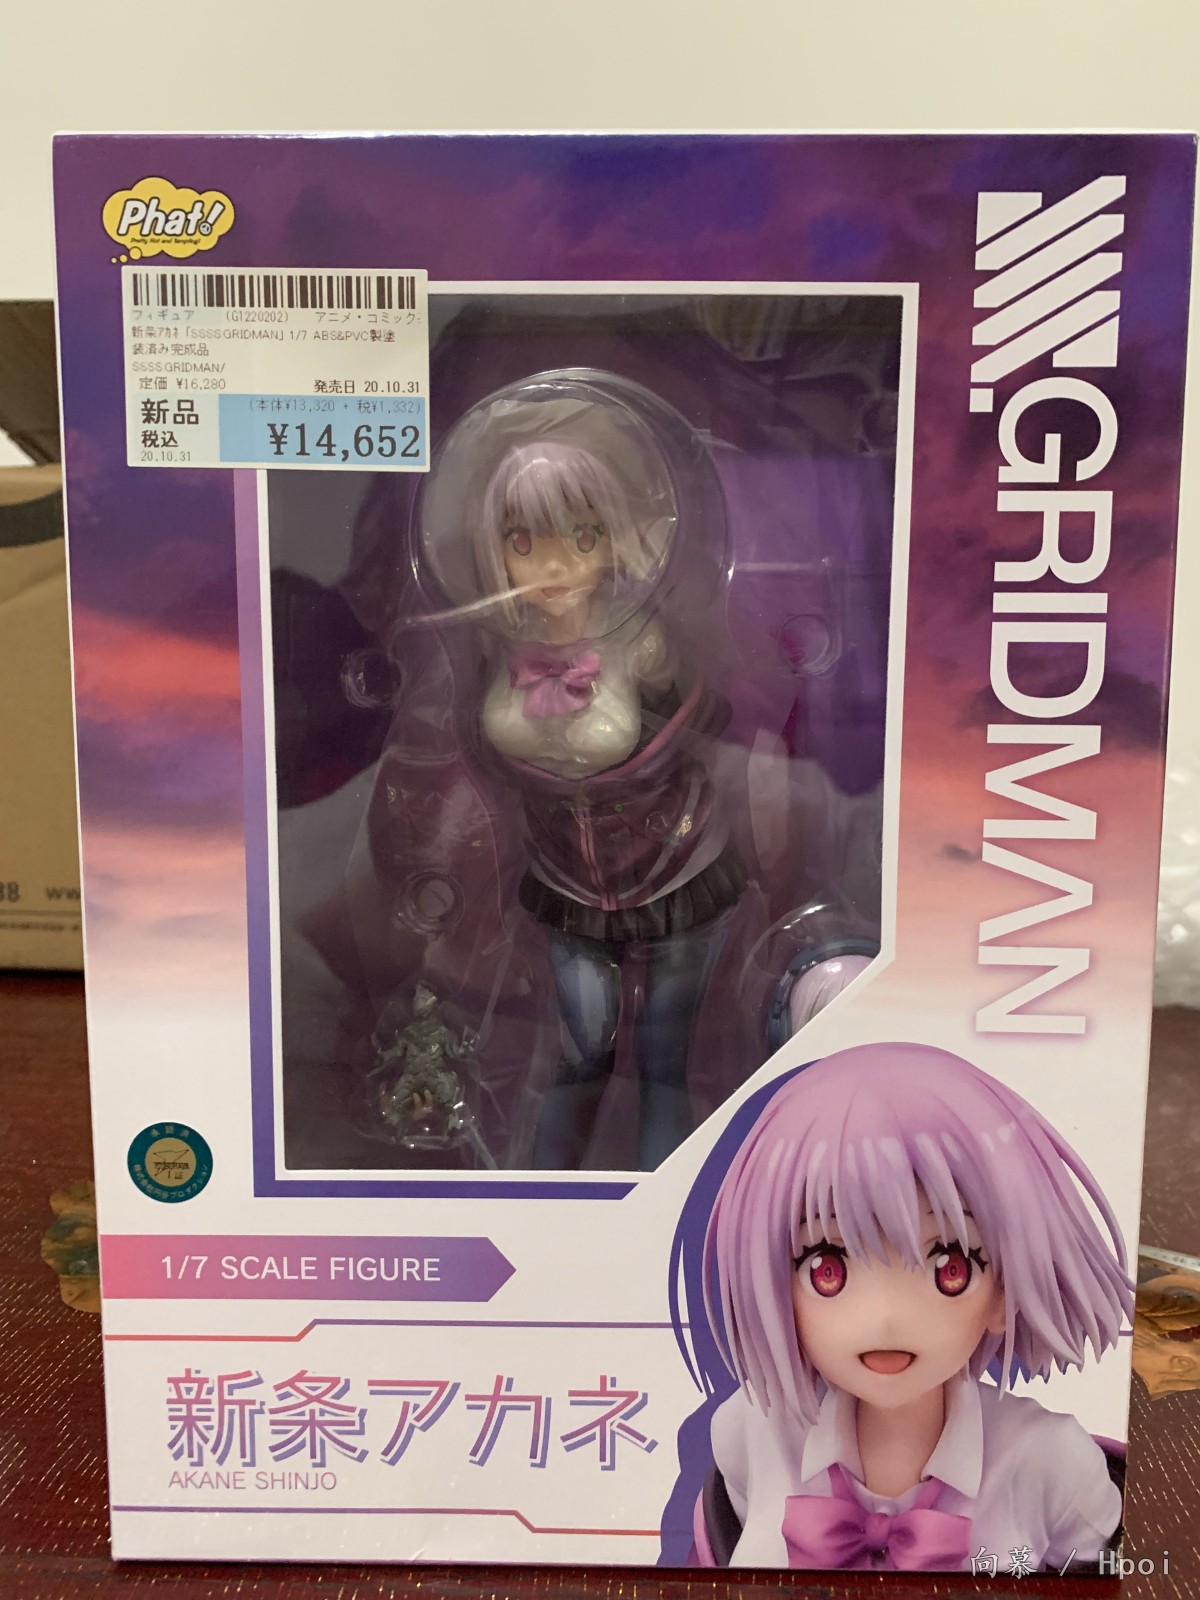 Phat!
Pretty Hot and Tempting!
フィギュア (G1220202) アニメ・コミック
新条アカネ「SSSS.GRIDMAN」 1/7 ABS&PVC製塗
装済み完成品
SSSS.GRIDMAN/
定価 ¥16,280 発売日 20.10.31
新品 (本体¥13,320 + 税¥1,332)
税込 ¥14,652
20.10.31
GRIDMAN
1/7 SCALE FIGURE
新条アカネ
AKANE SHINJO
向慕 / Hpoi